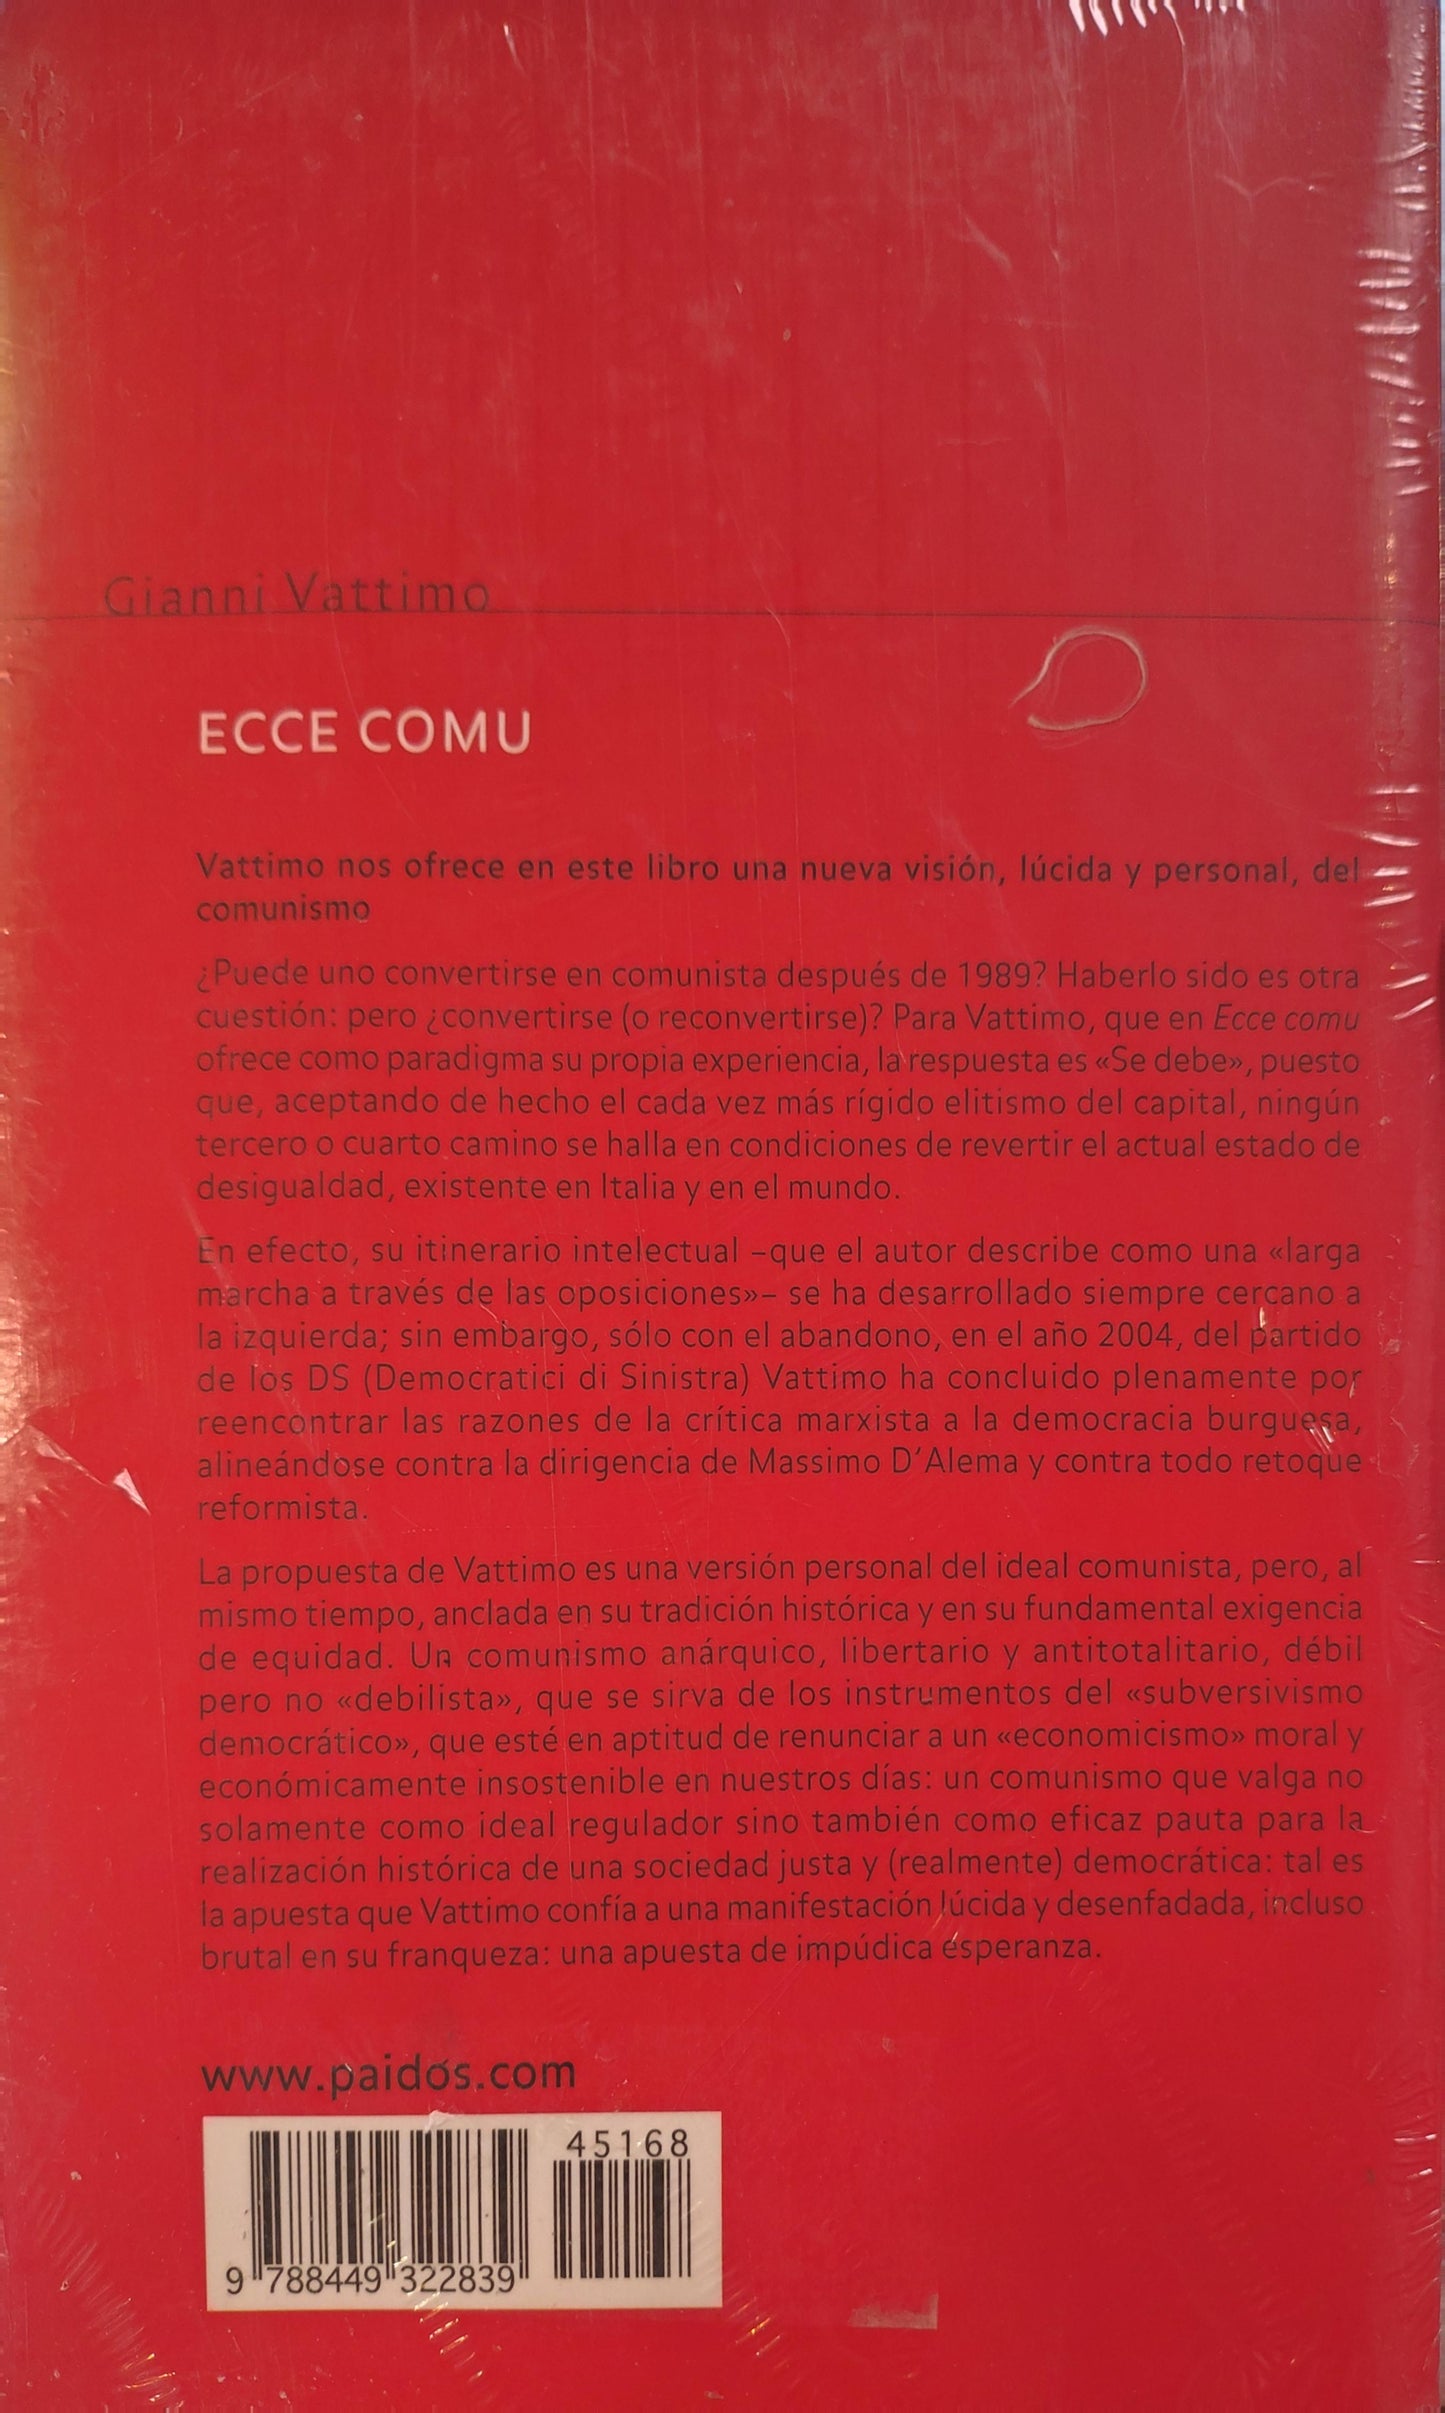 Gianni Vattimo
ECCE COMU
Vattimo nos ofrece en este libro una nueva visión, lúcida y personal, del
comunismo
¿Puede uno convertirse en comunista después de 1989? Haberlo sido es otra
cuestión: pero ¿convertirse (o reconvertirse)? Para Vattimo, que en Ecce comu
ofrece como paradigma su propia experiencia, la respuesta es «Se debe», puesto
que, aceptando de hecho el cada vez más rígido elitismo del capital, ningún
tercero o cuarto camino se halla en condiciones de revertir el actual estado de
desigualdad, existente en Italia y en el mundo.
En efecto, su itinerario intelectual –que el autor describe como una «larga
marcha a través de las oposiciones»– se ha desarrollado siempre cercano a
la izquierda; sin embargo, sólo con el abandono, en el año 2004, del partido
de los DS (Democratici di Sinistra) Vattimo ha concluido plenamente por
reencontrar las razones de la crítica marxista a la democracia burguesa,
alineándose contra la dirigencia de Massimo D'Alema y contra todo retoque
reformista.
La propuesta de Vattimo es una versión personal del ideal comunista, pero, al
mismo tiempo, anclada en su tradición histórica y en su fundamental exigencia
de equidad. Un comunismo anárquico, libertario y antitotalitario, débil
pero no «debilista», que se sirva de los instrumentos del «subversivismo
democrático», que esté en aptitud de renunciar a un «economicismo» moral y
económicamente insostenible en nuestros días: un comunismo que valga no
solamente como ideal regulador sino también como eficaz pauta para la
realización histórica de una sociedad justa y (realmente) democrática: tal es
la apuesta que Vattimo confía a una manifestación lúcida y desenfadada, incluso
brutal en su franqueza: una apuesta de impúdica esperanza.
www.paidos.com
45168
9 788449 322839